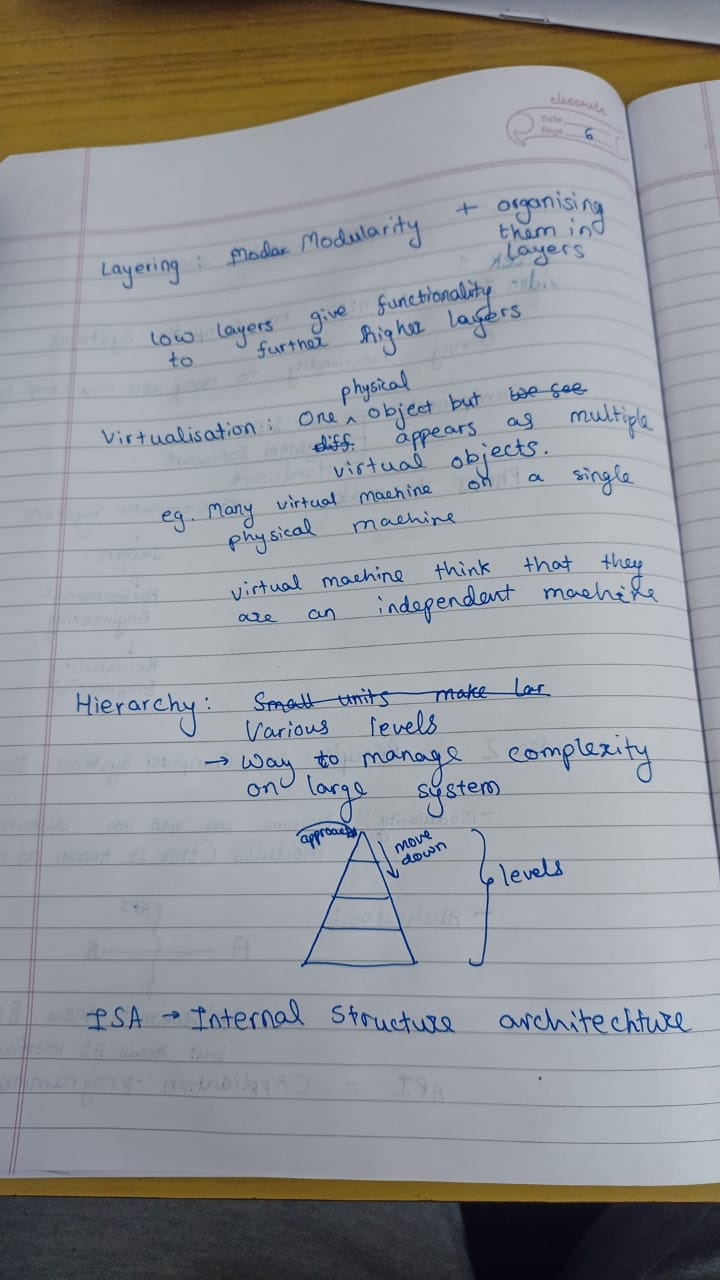 classmate
Date
Page 6
Layering : Modar Modularity + organising
them in
layers
low layers give functionality
to further higher layers
physical
Virtualisation : One ^ object but we see
diff. appears as multiple
virtual objects.
eg. Many virtual machine on a single
physical machine
virtual machine think that they
are an independent machine
Hierarchy : Small units make lar
Various levels
→ Way to manage complexity
on large system
approach
move
down
levels
ISA → Internal structure architechture